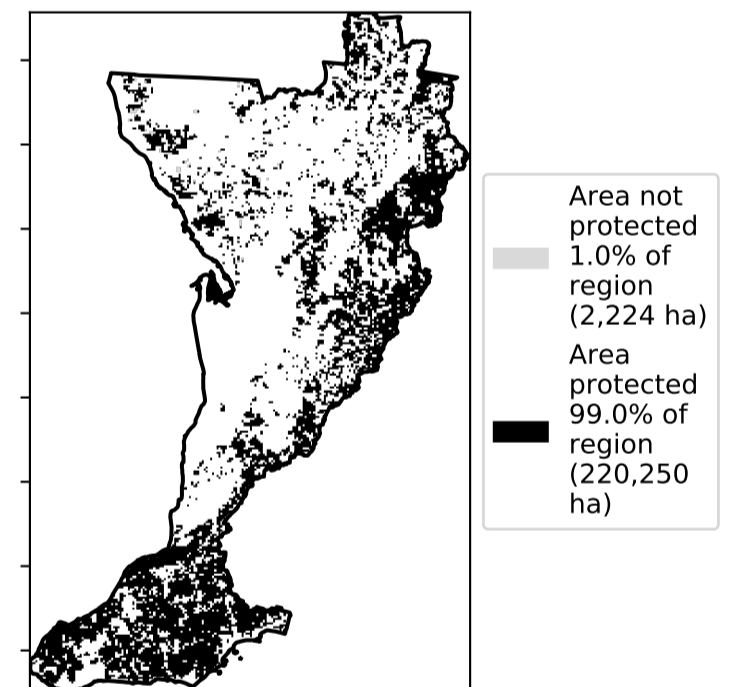 Area not
protected
1.0% of
region
(2,224 ha)
Area
protected
99.0% of
region
(220,250
ha)